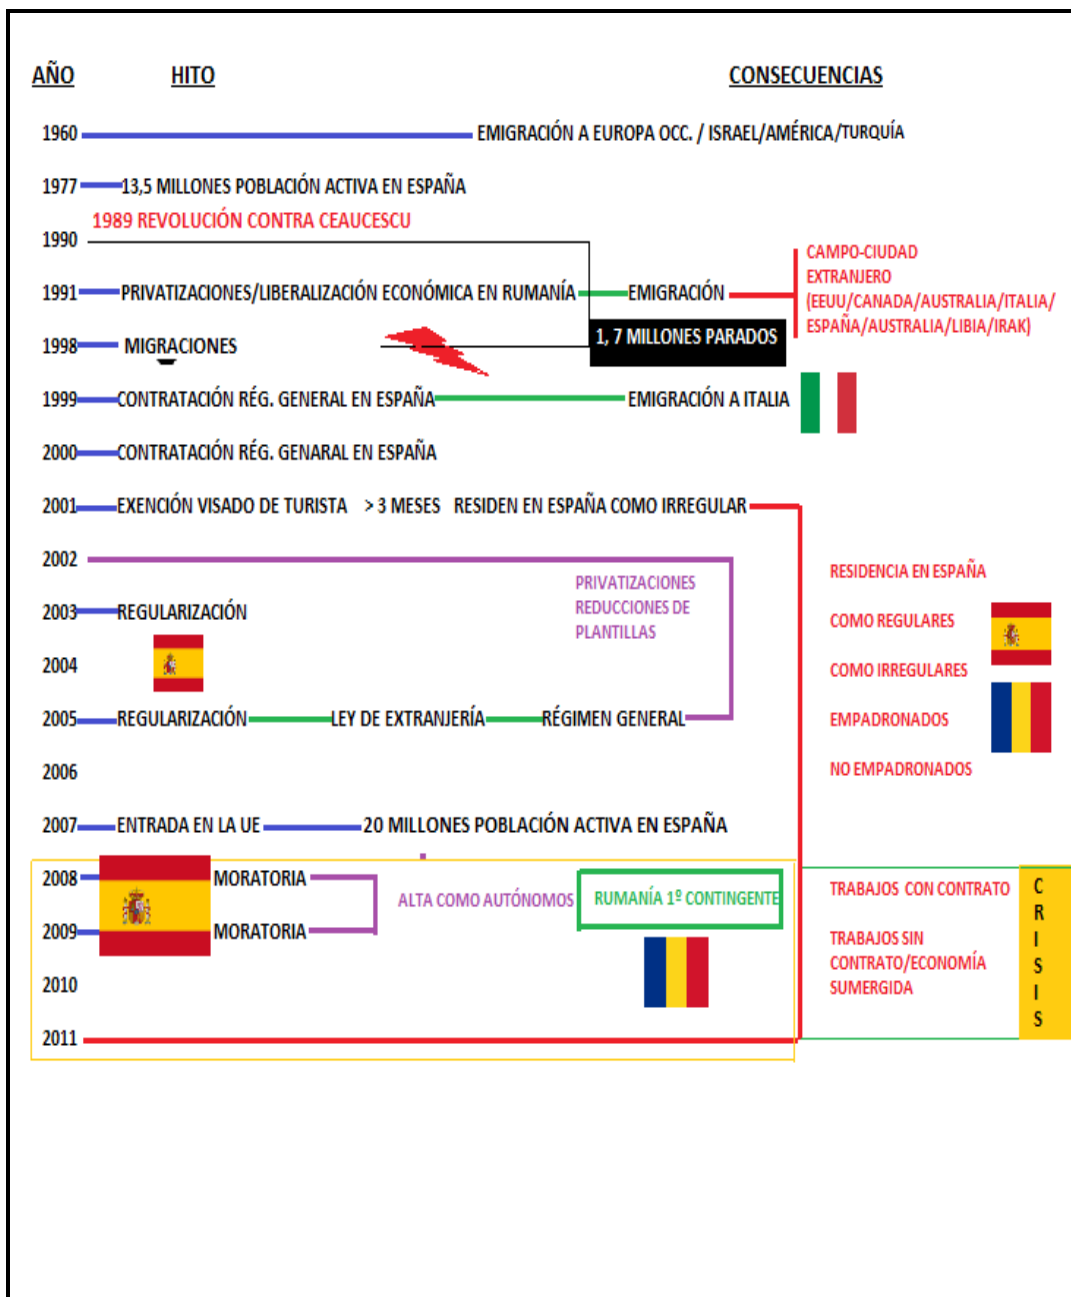 AÑO HITO CONSECUENCIAS
1960 EMIGRACIÓN A EUROPA OCC. / ISRAEL/AMÉRICA/TURQUÍA
1977 13,5 MILLONES POBLACIÓN ACTIVA EN ESPAÑA
1989 REVOLUCIÓN CONTRA CEAUCESCU
1990
CAMPO-CIUDAD
EXTRANJERO
(EEUU/CANADA/AUSTRALIA/ITALIA/
ESPAÑA/AUSTRALIA/LIBIA/IRAK)
1991 PRIVATIZACIONES/LIBERALIZACIÓN ECONÓMICA EN RUMANÍA EMIGRACIÓN
1, 7 MILLONES PARADOS
1998 MIGRACIONES
1999 CONTRATACIÓN RÉG. GENERAL EN ESPAÑA EMIGRACIÓN A ITALIA
2000 CONTRATACIÓN RÉG. GENARAL EN ESPAÑA
2001 EXENCIÓN VISADO DE TURISTA > 3 MESES RESIDEN EN ESPAÑA COMO IRREGULAR
2002
PRIVATIZACIONES
REDUCCIONES DE
PLANTILLAS
2003 REGULARIZACIÓN
2004
2005 REGULARIZACIÓN LEY DE EXTRANJERÍA RÉGIMEN GENERAL
RESIDENCIA EN ESPAÑA
COMO REGULARES
COMO IRREGULARES
EMPADRONADOS
NO EMPADRONADOS
2006
2007 ENTRADA EN LA UE 20 MILLONES POBLACIÓN ACTIVA EN ESPAÑA
2008 MORATORIA
ALTA COMO AUTÓNOMOS RUMANÍA 1º CONTINGENTE
2009 MORATORIA
2010
2011
TRABAJOS CON CONTRATO
TRABAJOS SIN
CONTRATO/ECONOMÍA
SUMERGIDA
C
R
I
S
I
S